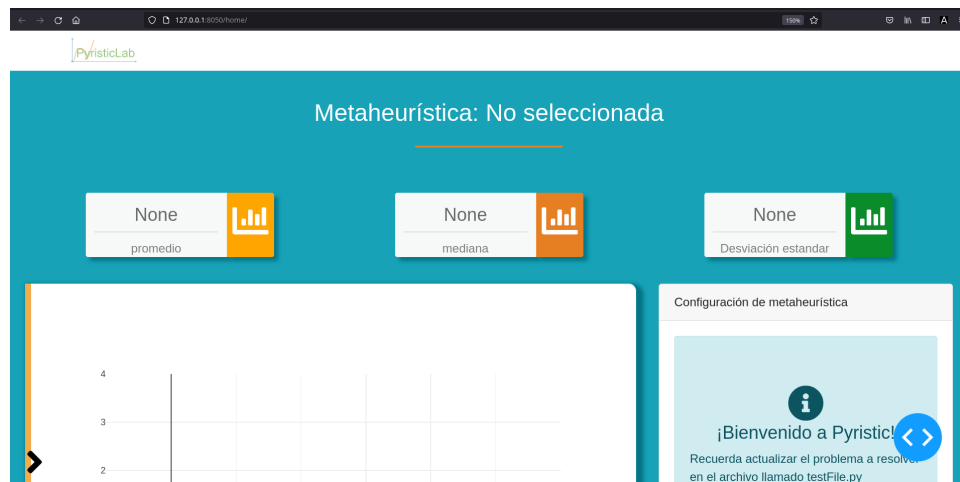 127.0.0.1:8050/home/
150%
PyristicLab
Metaheurística: No seleccionada
None
promedio
None
mediana
None
Desviación estandar
Configuración de metaheurística
4
3
2
¡Bienvenido a Pyristic!
Recuerda actualizar el problema a resolver
en el archivo llamado testFile.py